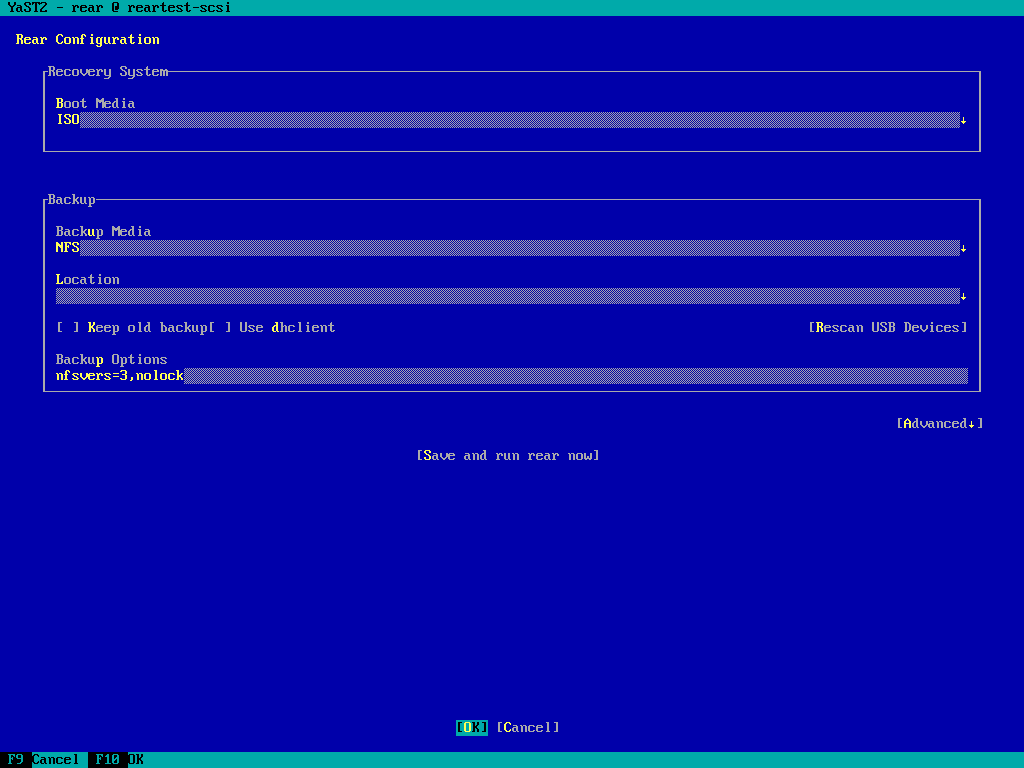 YaST2 - rear @ reartest-scsi
Rear Configuration
Recovery System
Boot Media
ISO↓
Backup
Backup Media
NFS↓
Location
↓
[ ] Keep old backup[ ] Use dhclient [Rescan USB Devices]
Backup Options
nfsvers=3,nolock
[Advanced↓]
[Save and run rear now]
[OK] [Cancel]
F9 Cancel F10 OK